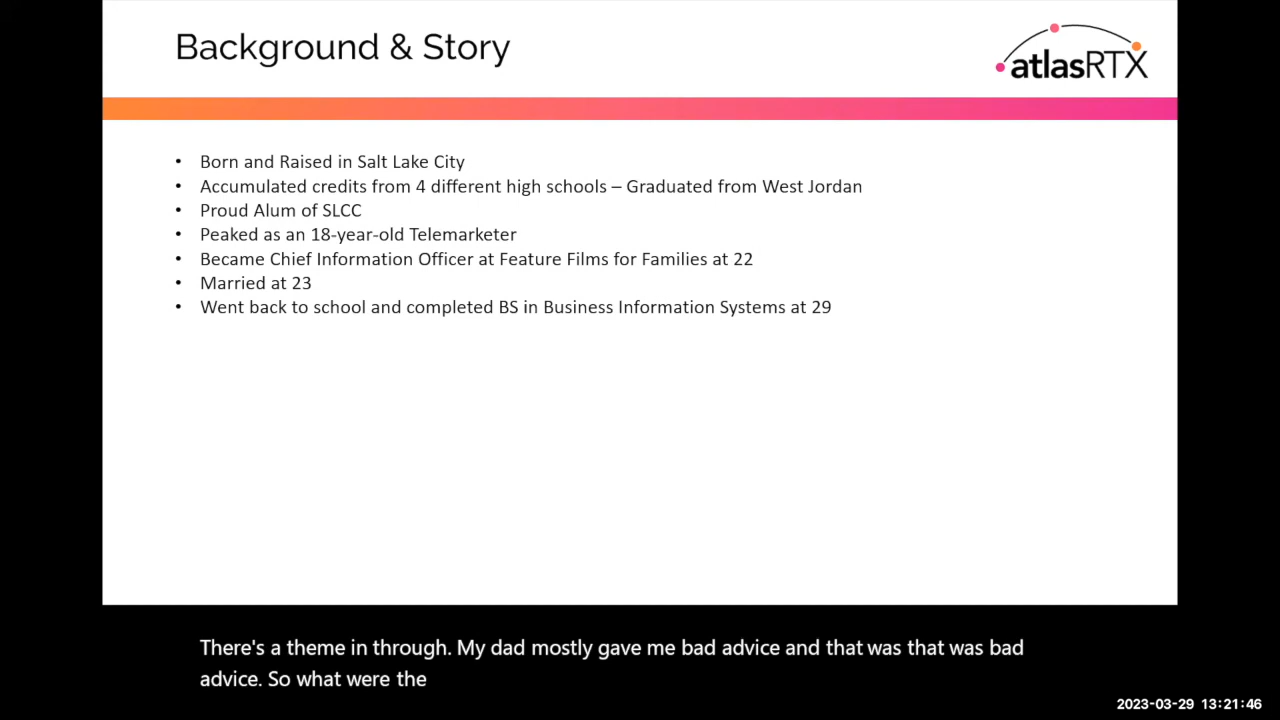 Background & Story
atlasRTX
• Born and Raised in Salt Lake City
• Accumulated credits from 4 different high schools – Graduated from West Jordan
• Proud Alum of SLCC
• Peaked as an 18-year-old Telemarketer
• Became Chief Information Officer at Feature Films for Families at 22
• Married at 23
• Went back to school and completed BS in Business Information Systems at 29
There's a theme in through. My dad mostly gave me bad advice and that was that was bad
advice. So what were the
2023-03-29 13:21:46